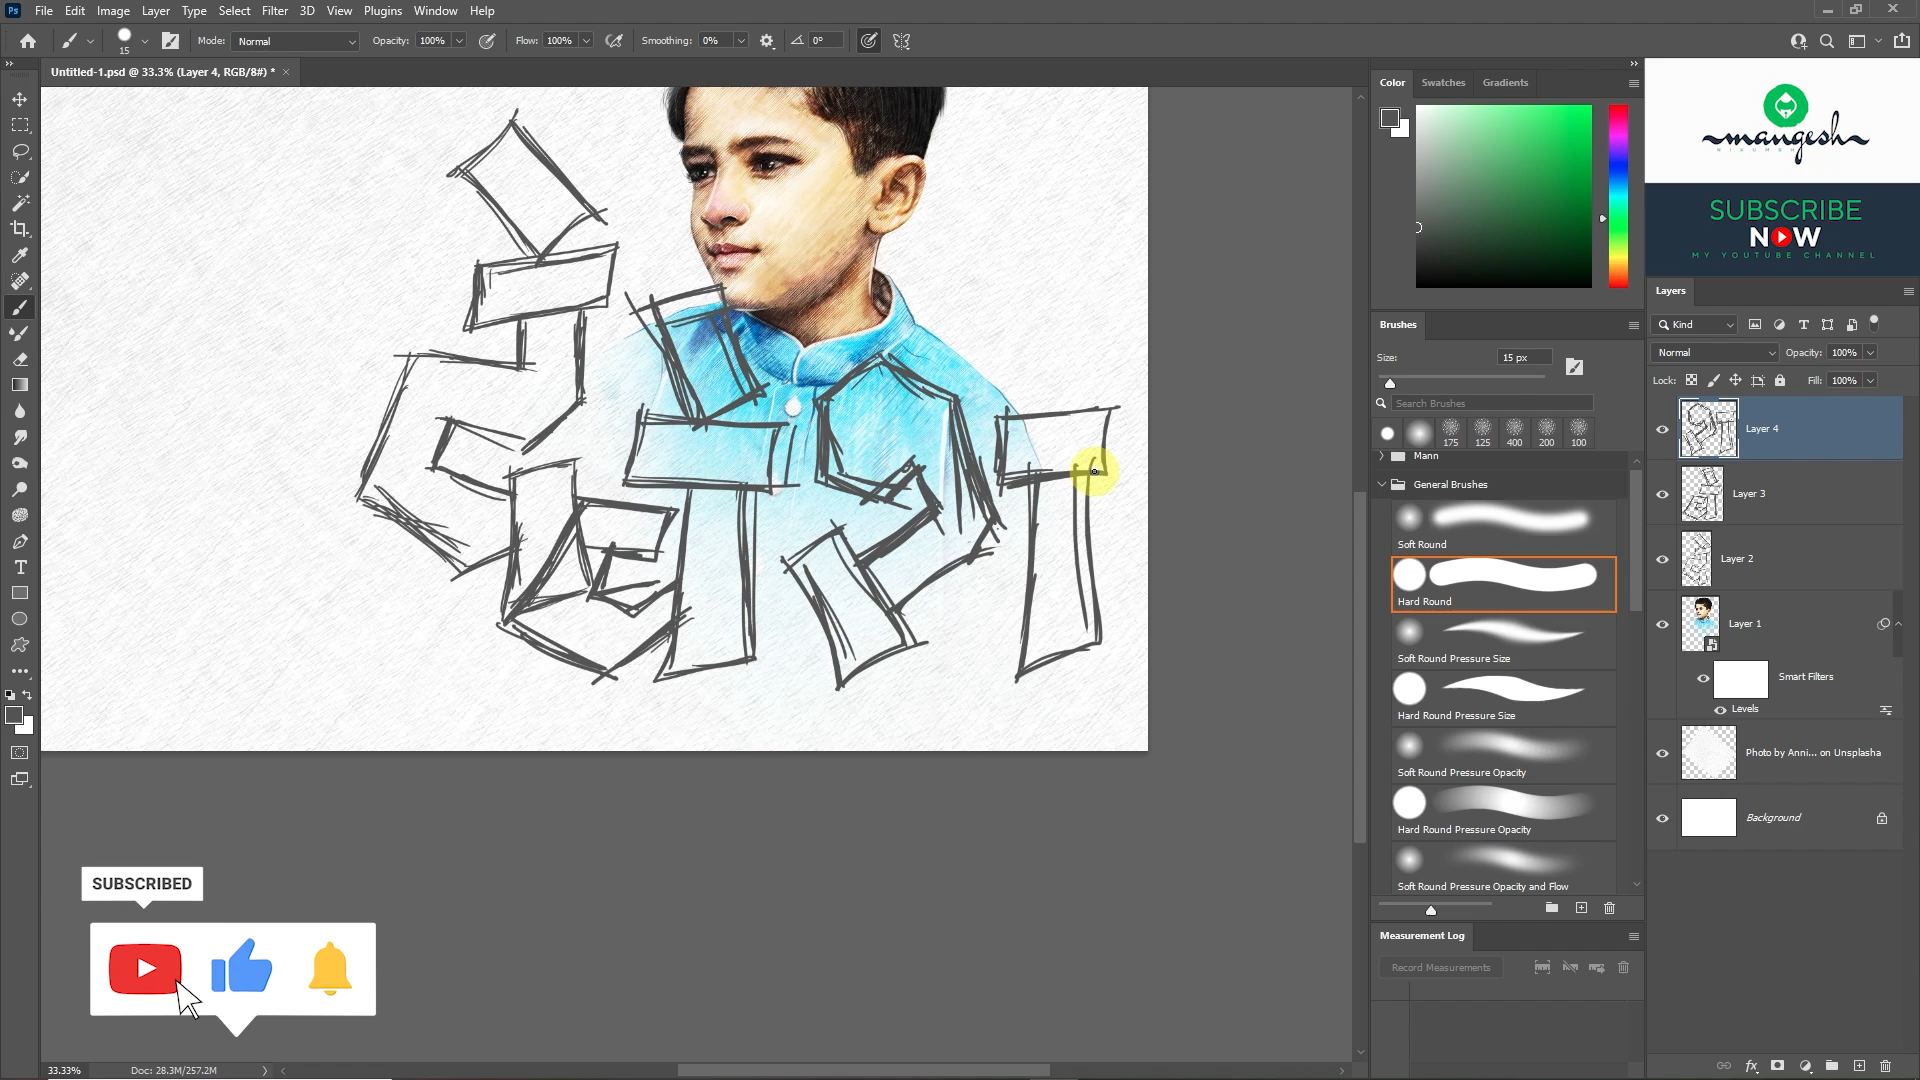 Ps File Edit Image Layer Type Select Filter 3D View Plugins Window Help
15 Mode: Normal Opacity: 100% Flow: 100% Smoothing: 0% 0°
Untitled-1.psd @ 33.3% (Layer 4, RGB/8#) *
Color Swatches Gradients
mangesh
SUBSCRIBE
NOW
MY YOUTUBE CHANNEL
Brushes
Size: 15 px
Search Brushes
175 125 400 200 100
Mann
General Brushes
Soft Round
Hard Round
Soft Round Pressure Size
Hard Round Pressure Size
Soft Round Pressure Opacity
Hard Round Pressure Opacity
Soft Round Pressure Opacity and Flow
Measurement Log
Record Measurements
Layers
Kind
Normal Opacity: 100%
Lock: Fill: 100%
Layer 4
Layer 3
Layer 2
Layer 1
Smart Filters
Levels
Photo by Anni... on Unsplasha
Background
SUBSCRIBED
33.33% Doc: 28.3M/257.2M